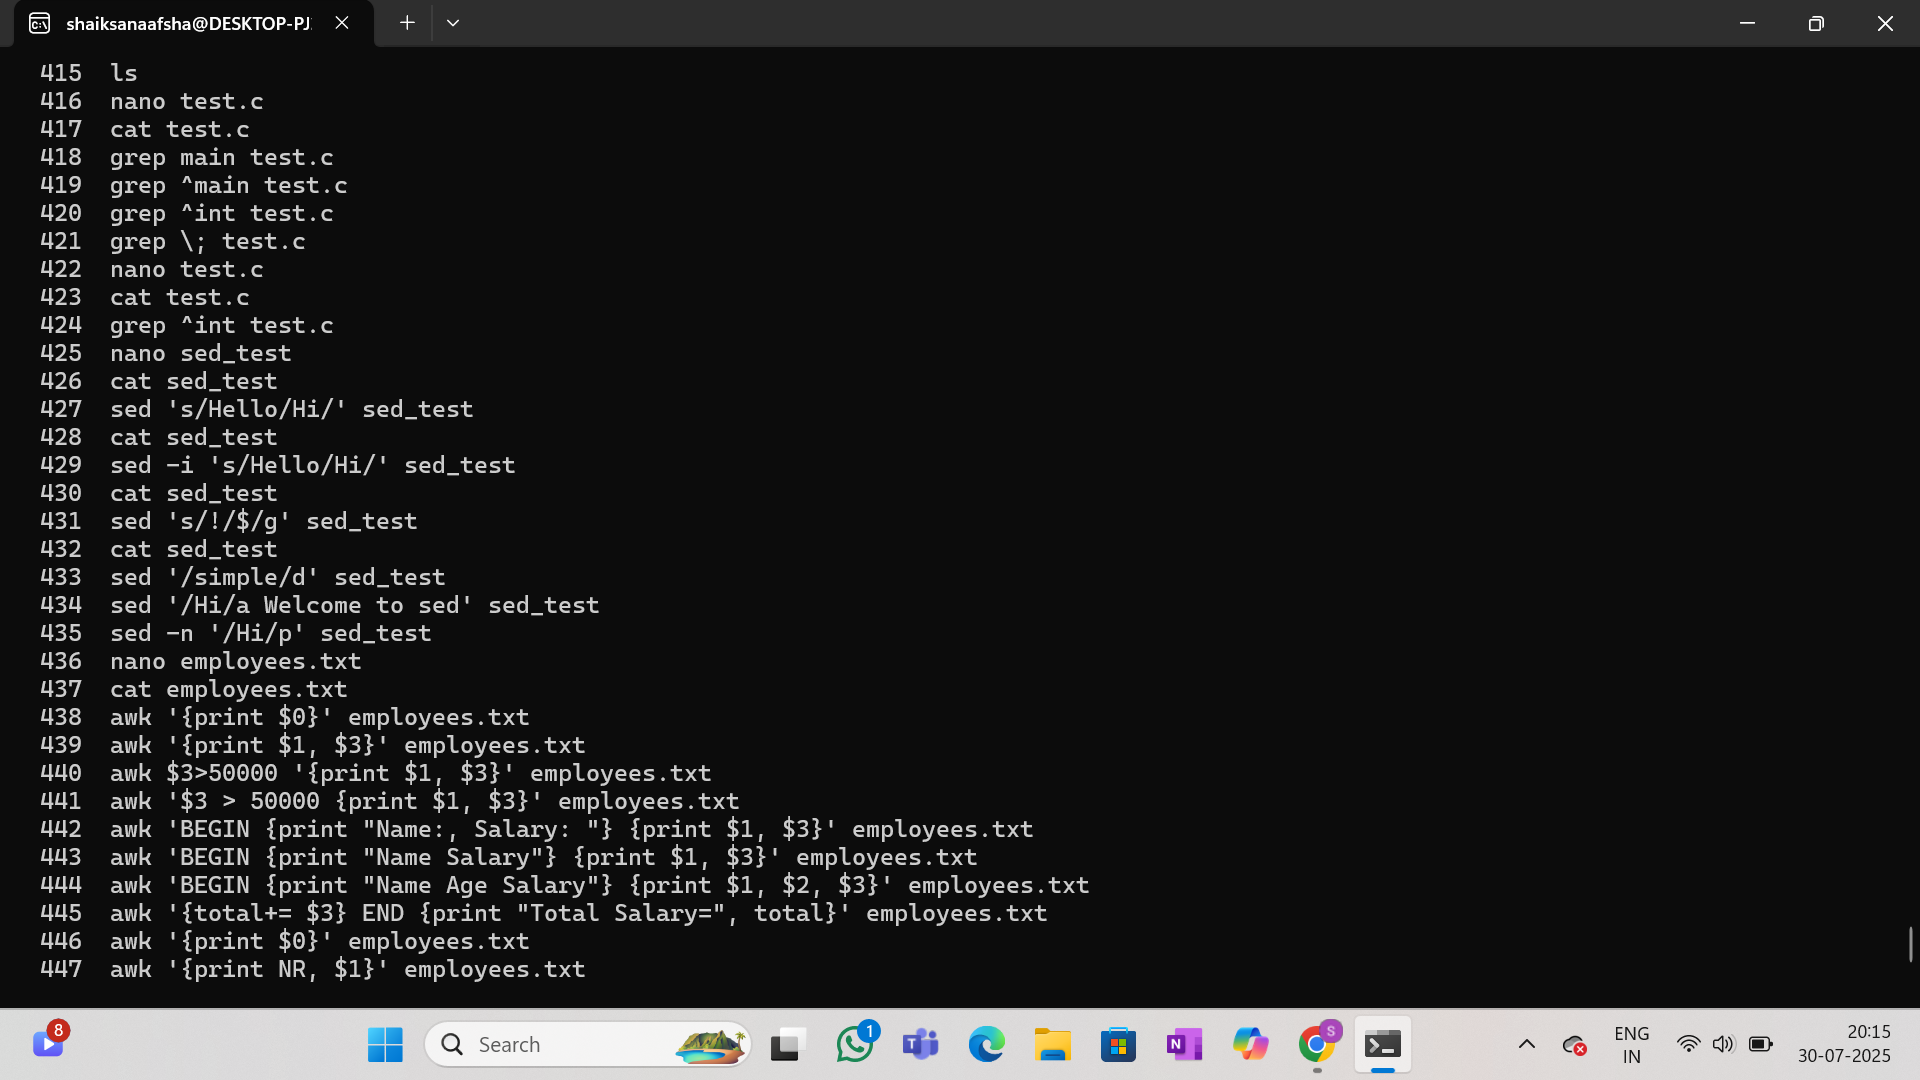 shaiksanaafsha@DESKTOP-PJ
415 ls
416 nano test.c
417 cat test.c
418 grep main test.c
419 grep ^main test.c
420 grep ^int test.c
421 grep \; test.c
422 nano test.c
423 cat test.c
424 grep ^int test.c
425 nano sed_test
426 cat sed_test
427 sed 's/Hello/Hi/' sed_test
428 cat sed_test
429 sed -i 's/Hello/Hi/' sed_test
430 cat sed_test
431 sed 's/!/$/g' sed_test
432 cat sed_test
433 sed '/simple/d' sed_test
434 sed '/Hi/a Welcome to sed' sed_test
435 sed -n '/Hi/p' sed_test
436 nano employees.txt
437 cat employees.txt
438 awk '{print $0}' employees.txt
439 awk '{print $1, $3}' employees.txt
440 awk $3>50000 '{print $1, $3}' employees.txt
441 awk '$3 > 50000 {print $1, $3}' employees.txt
442 awk 'BEGIN {print "Name:, Salary: "} {print $1, $3}' employees.txt
443 awk 'BEGIN {print "Name Salary"} {print $1, $3}' employees.txt
444 awk 'BEGIN {print "Name Age Salary"} {print $1, $2, $3}' employees.txt
445 awk '{total+= $3} END {print "Total Salary=", total}' employees.txt
446 awk '{print $0}' employees.txt
447 awk '{print NR, $1}' employees.txt
8
Search
1
T
N
S
ENG
IN
20:15
30-07-2025